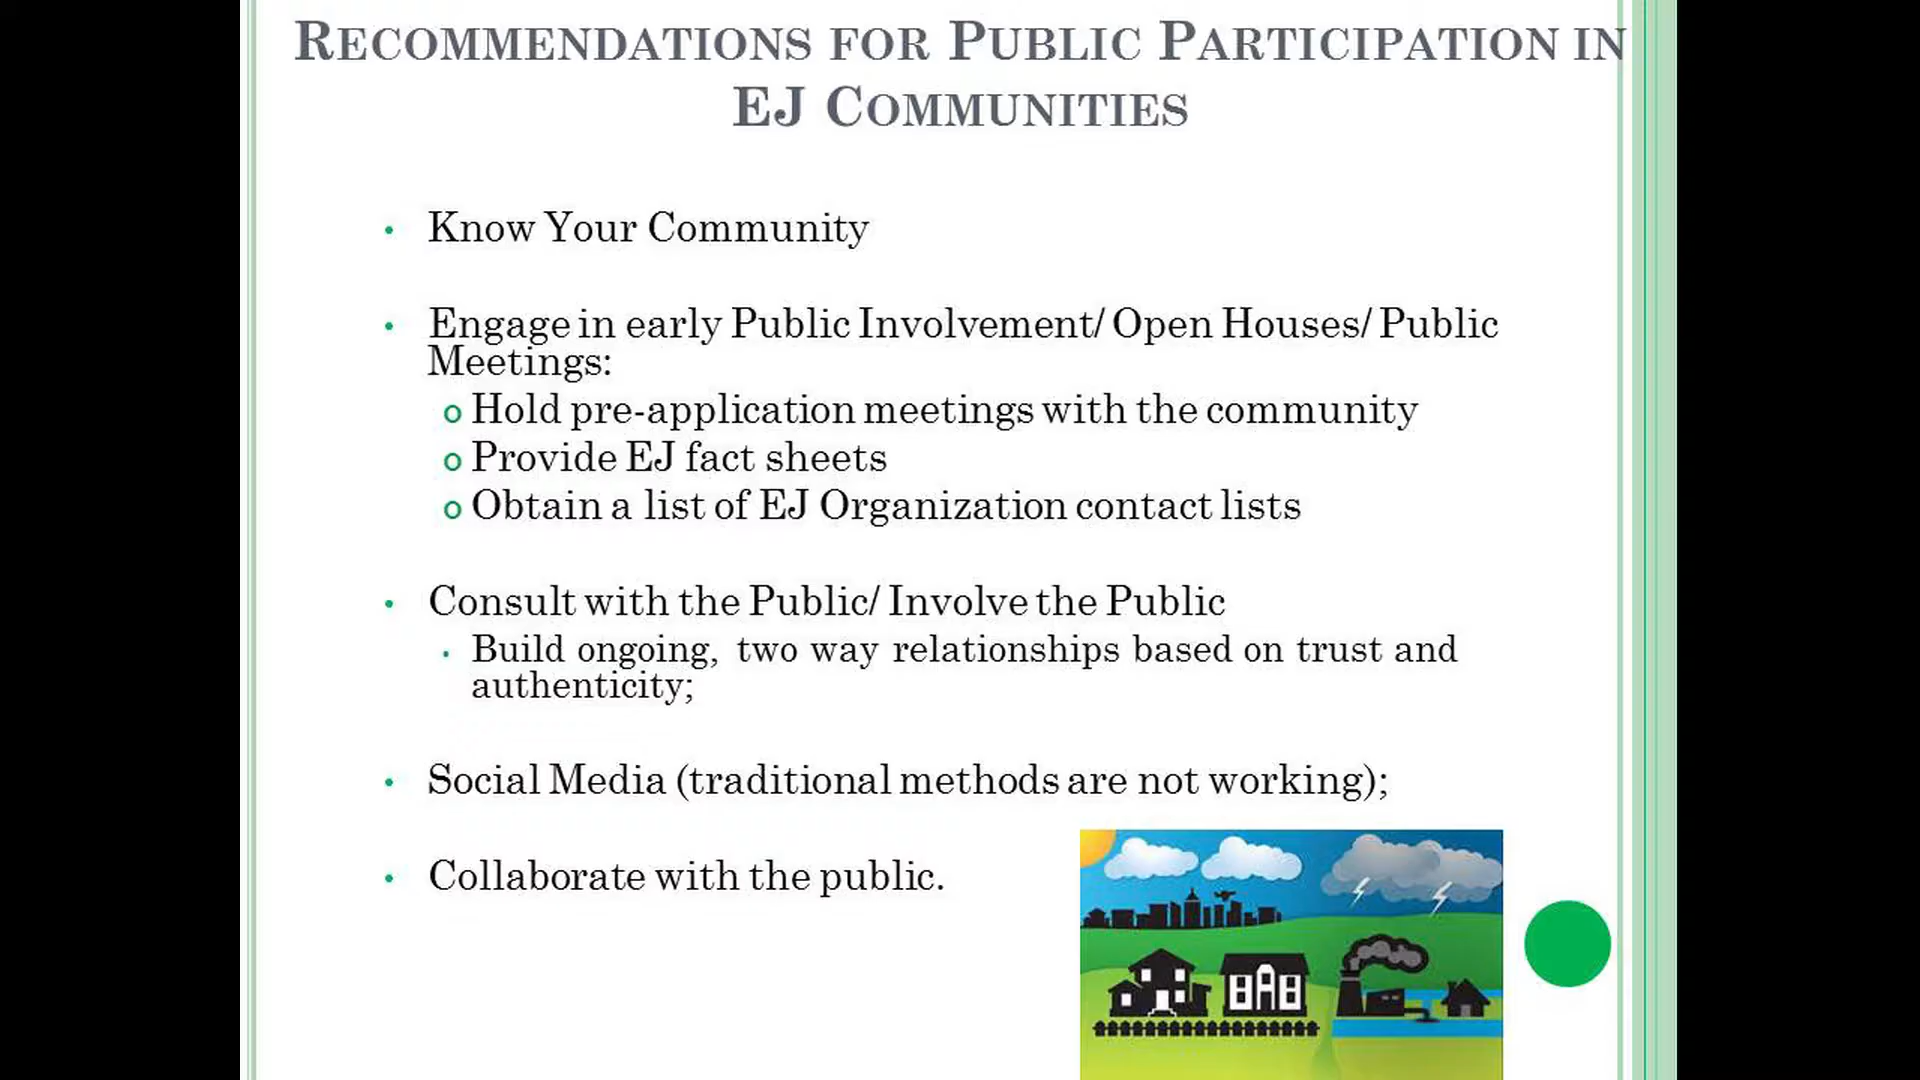 RECOMMENDATIONS FOR PUBLIC PARTICIPATION IN
EJ COMMUNITIES
• Know Your Community
• Engage in early Public Involvement/ Open Houses/ Public
Meetings:
o Hold pre-application meetings with the community
o Provide EJ fact sheets
o Obtain a list of EJ Organization contact lists
• Consult with the Public/ Involve the Public
• Build ongoing, two way relationships based on trust and
authenticity;
• Social Media (traditional methods are not working);
• Collaborate with the public.